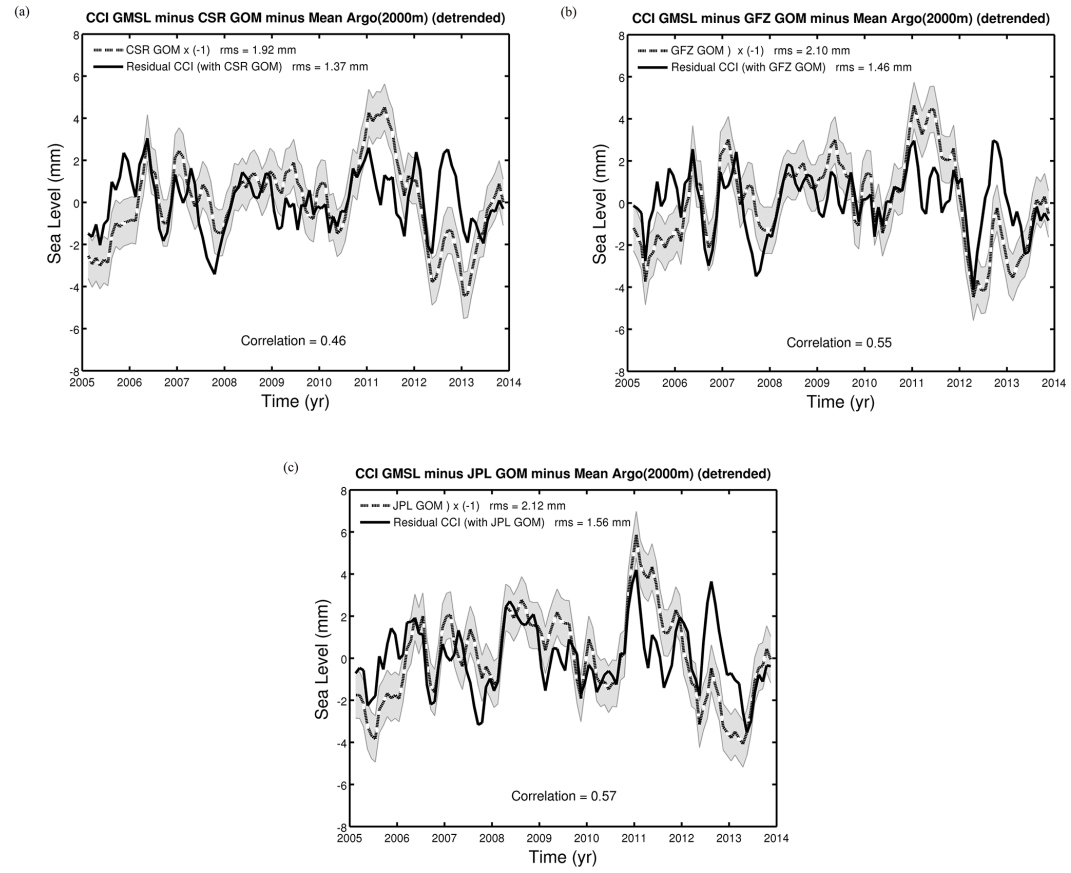 (a)
CCI GMSL minus CSR GOM minus Mean Argo(2000m) (detrended)
CSR GOM x (-1) rms = 1.92 mm
Residual CCI (with CSR GOM) rms = 1.37 mm
Sea Level (mm)
8
6
4
2
0
-2
-4
-6
-8
Correlation = 0.46
2005 2006 2007 2008 2009 2010 2011 2012 2013 2014
Time (yr)
(b)
CCI GMSL minus GFZ GOM minus Mean Argo(2000m) (detrended)
GFZ GOM ) x (-1) rms = 2.10 mm
Residual CCI (with GFZ GOM) rms = 1.46 mm
Sea Level (mm)
8
6
4
2
0
-2
-4
-6
-8
Correlation = 0.55
2005 2006 2007 2008 2009 2010 2011 2012 2013 2014
Time (yr)
(c)
CCI GMSL minus JPL GOM minus Mean Argo(2000m) (detrended)
JPL GOM ) x (-1) rms = 2.12 mm
Residual CCI (with JPL GOM) rms = 1.56 mm
Sea Level (mm)
8
6
4
2
0
-2
-4
-6
-8
Correlation = 0.57
2005 2006 2007 2008 2009 2010 2011 2012 2013 2014
Time (yr)